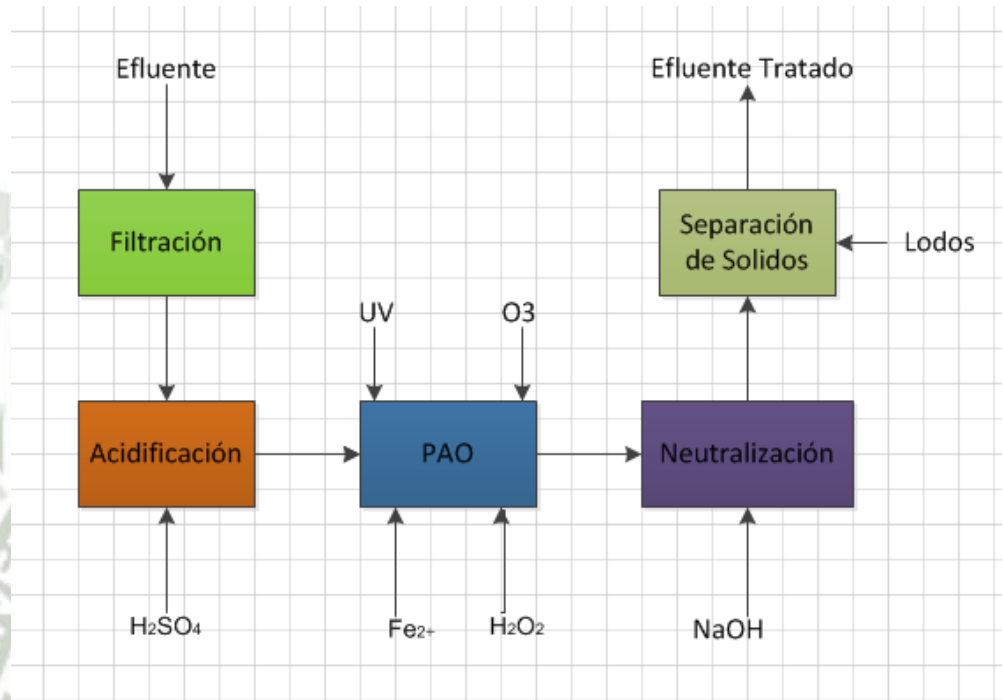 Efluente
Efluente Tratado
Filtración
Separación
de Solidos
Lodos
UV
O3
Acidificación
PAO
Neutralización
H₂SO₄
Fe₂₊
H₂O₂
NaOH